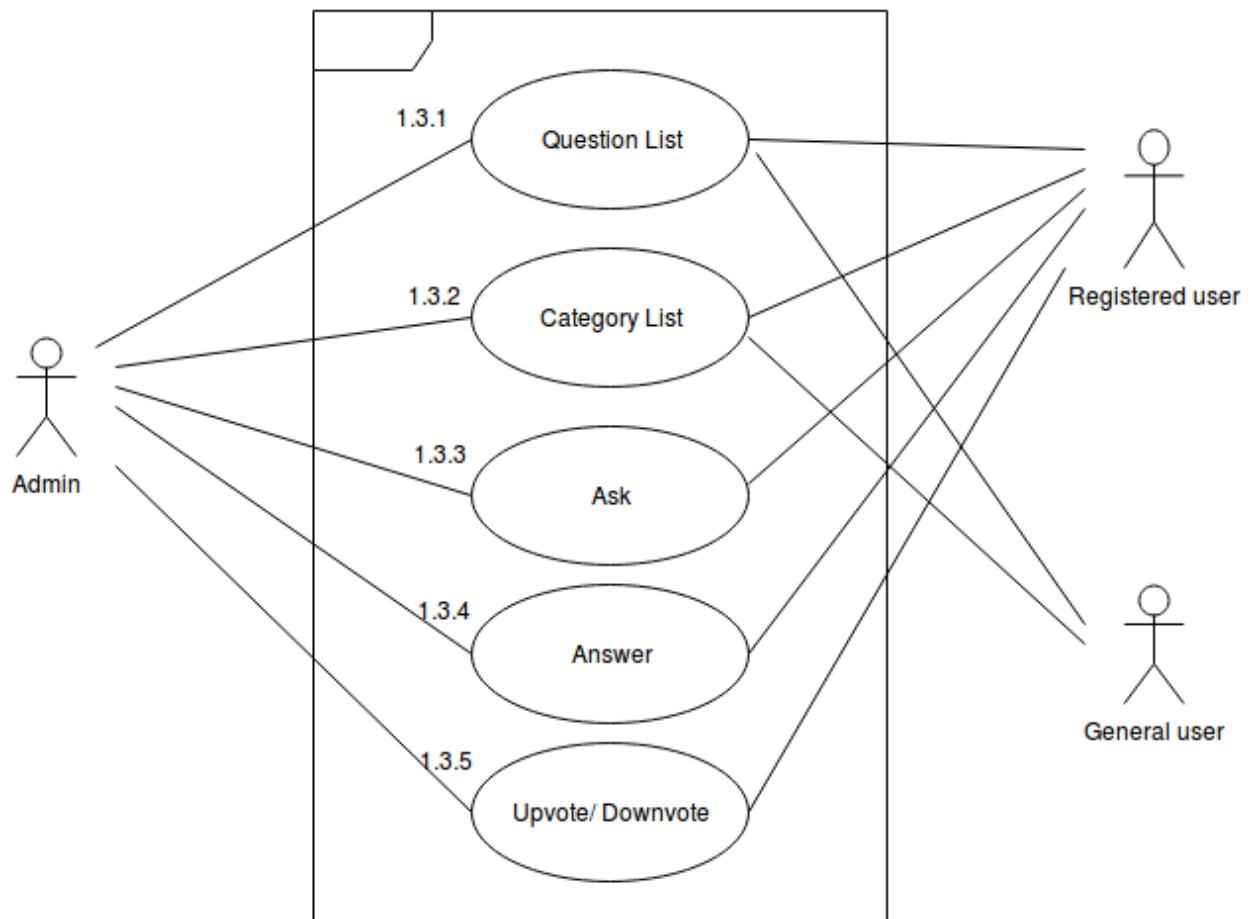 1.3.1
Question List
1.3.2
Category List
Registered user
1.3.3
Ask
Admin
1.3.4
Answer
General user
1.3.5
Upvote/ Downvote